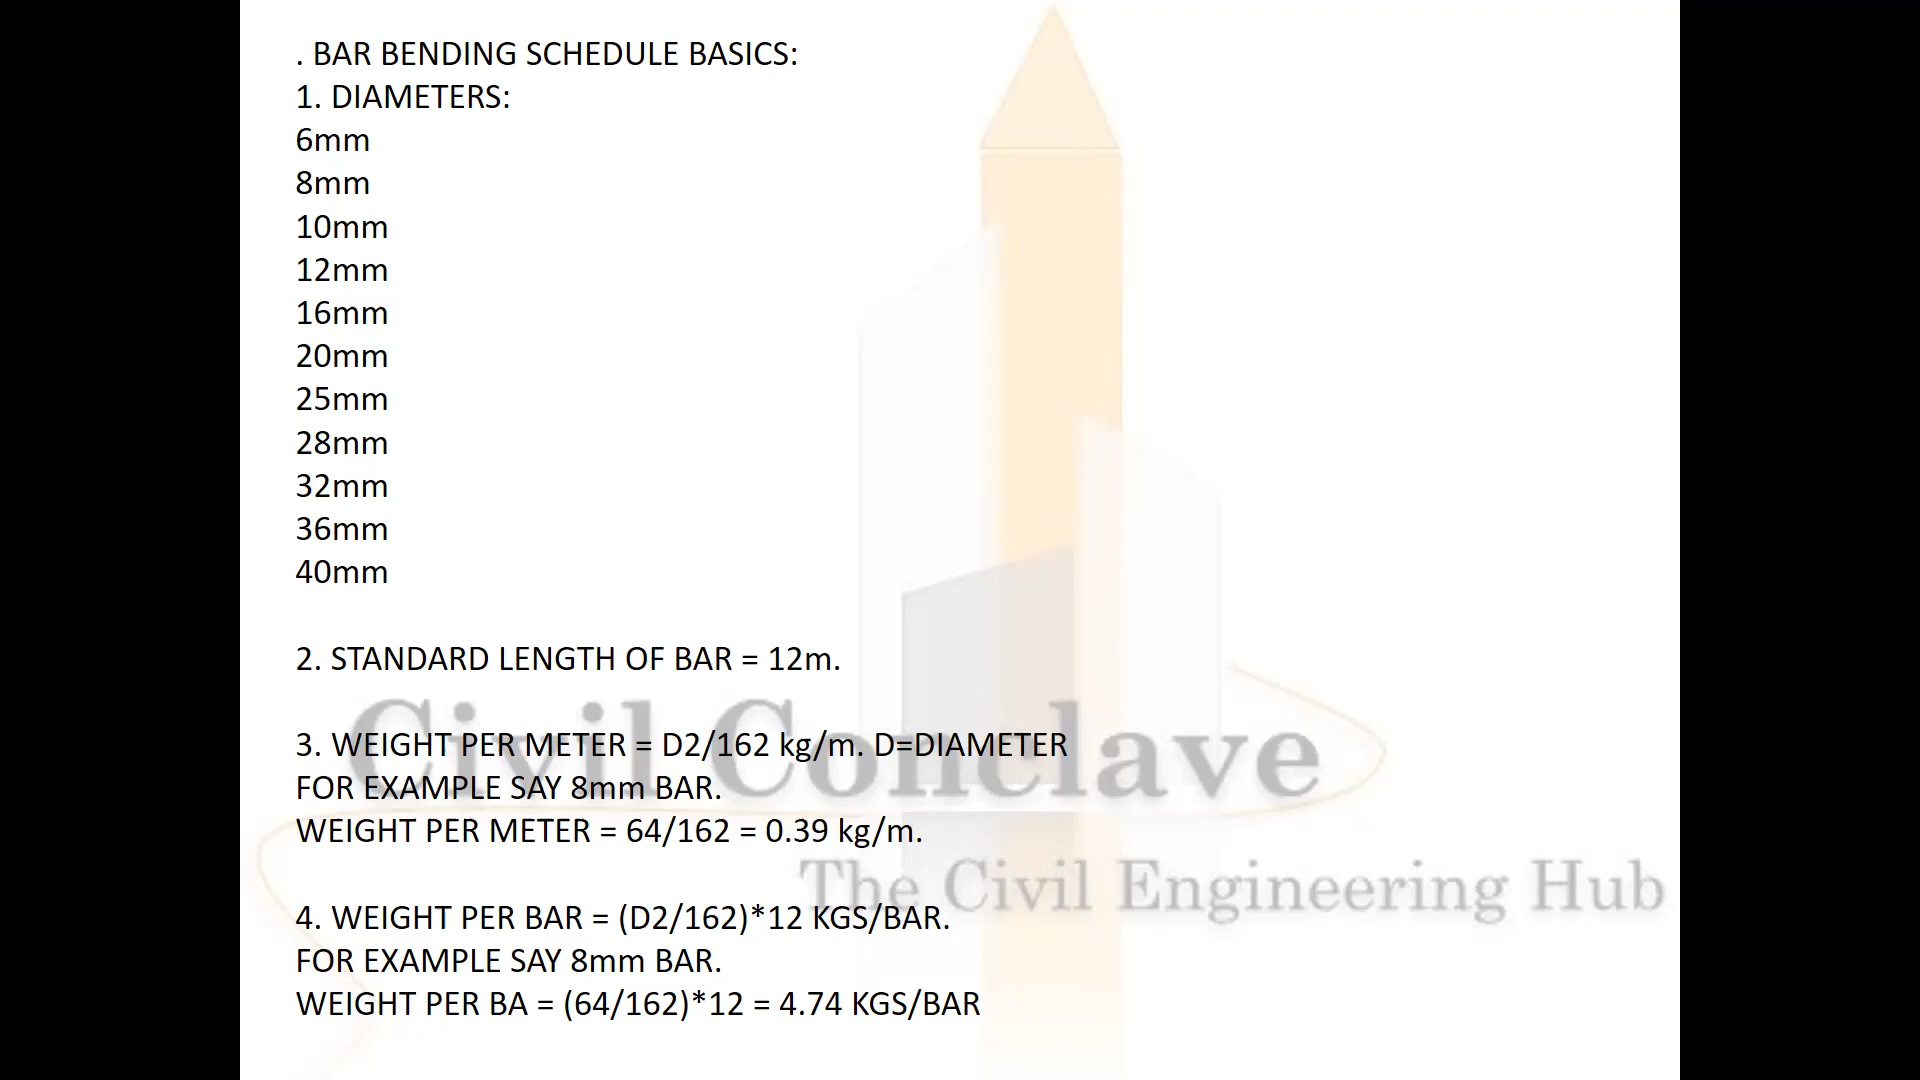 . BAR BENDING SCHEDULE BASICS:
1. DIAMETERS:
6mm
8mm
10mm
12mm
16mm
20mm
25mm
28mm
32mm
36mm
40mm
2. STANDARD LENGTH OF BAR = 12m.
3. WEIGHT PER METER = D2/162 kg/m. D=DIAMETER
FOR EXAMPLE SAY 8mm BAR.
WEIGHT PER METER = 64/162 = 0.39 kg/m.
4. WEIGHT PER BAR = (D2/162)*12 KGS/BAR.
FOR EXAMPLE SAY 8mm BAR.
WEIGHT PER BA = (64/162)*12 = 4.74 KGS/BAR
Civil Conclave
The Civil Engineering Hub